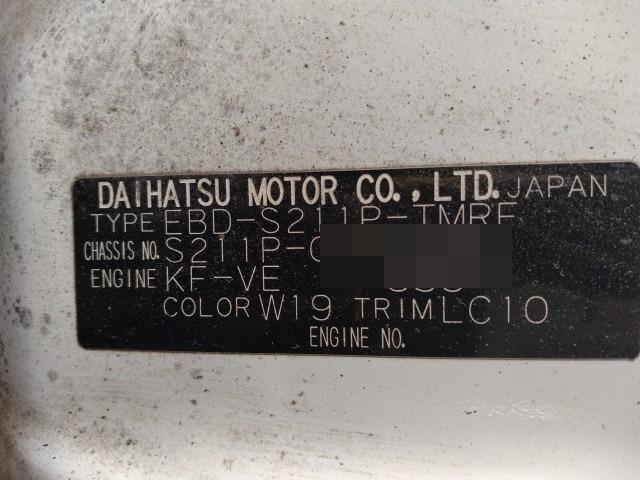 DAIHATSU MOTOR CO., LTD. JAPAN
TYPE EBD-S211P-TMRF
CHASSIS NO. S211P-
ENGINE KF-VE
COLOR W19 TRIM LC10
ENGINE NO.